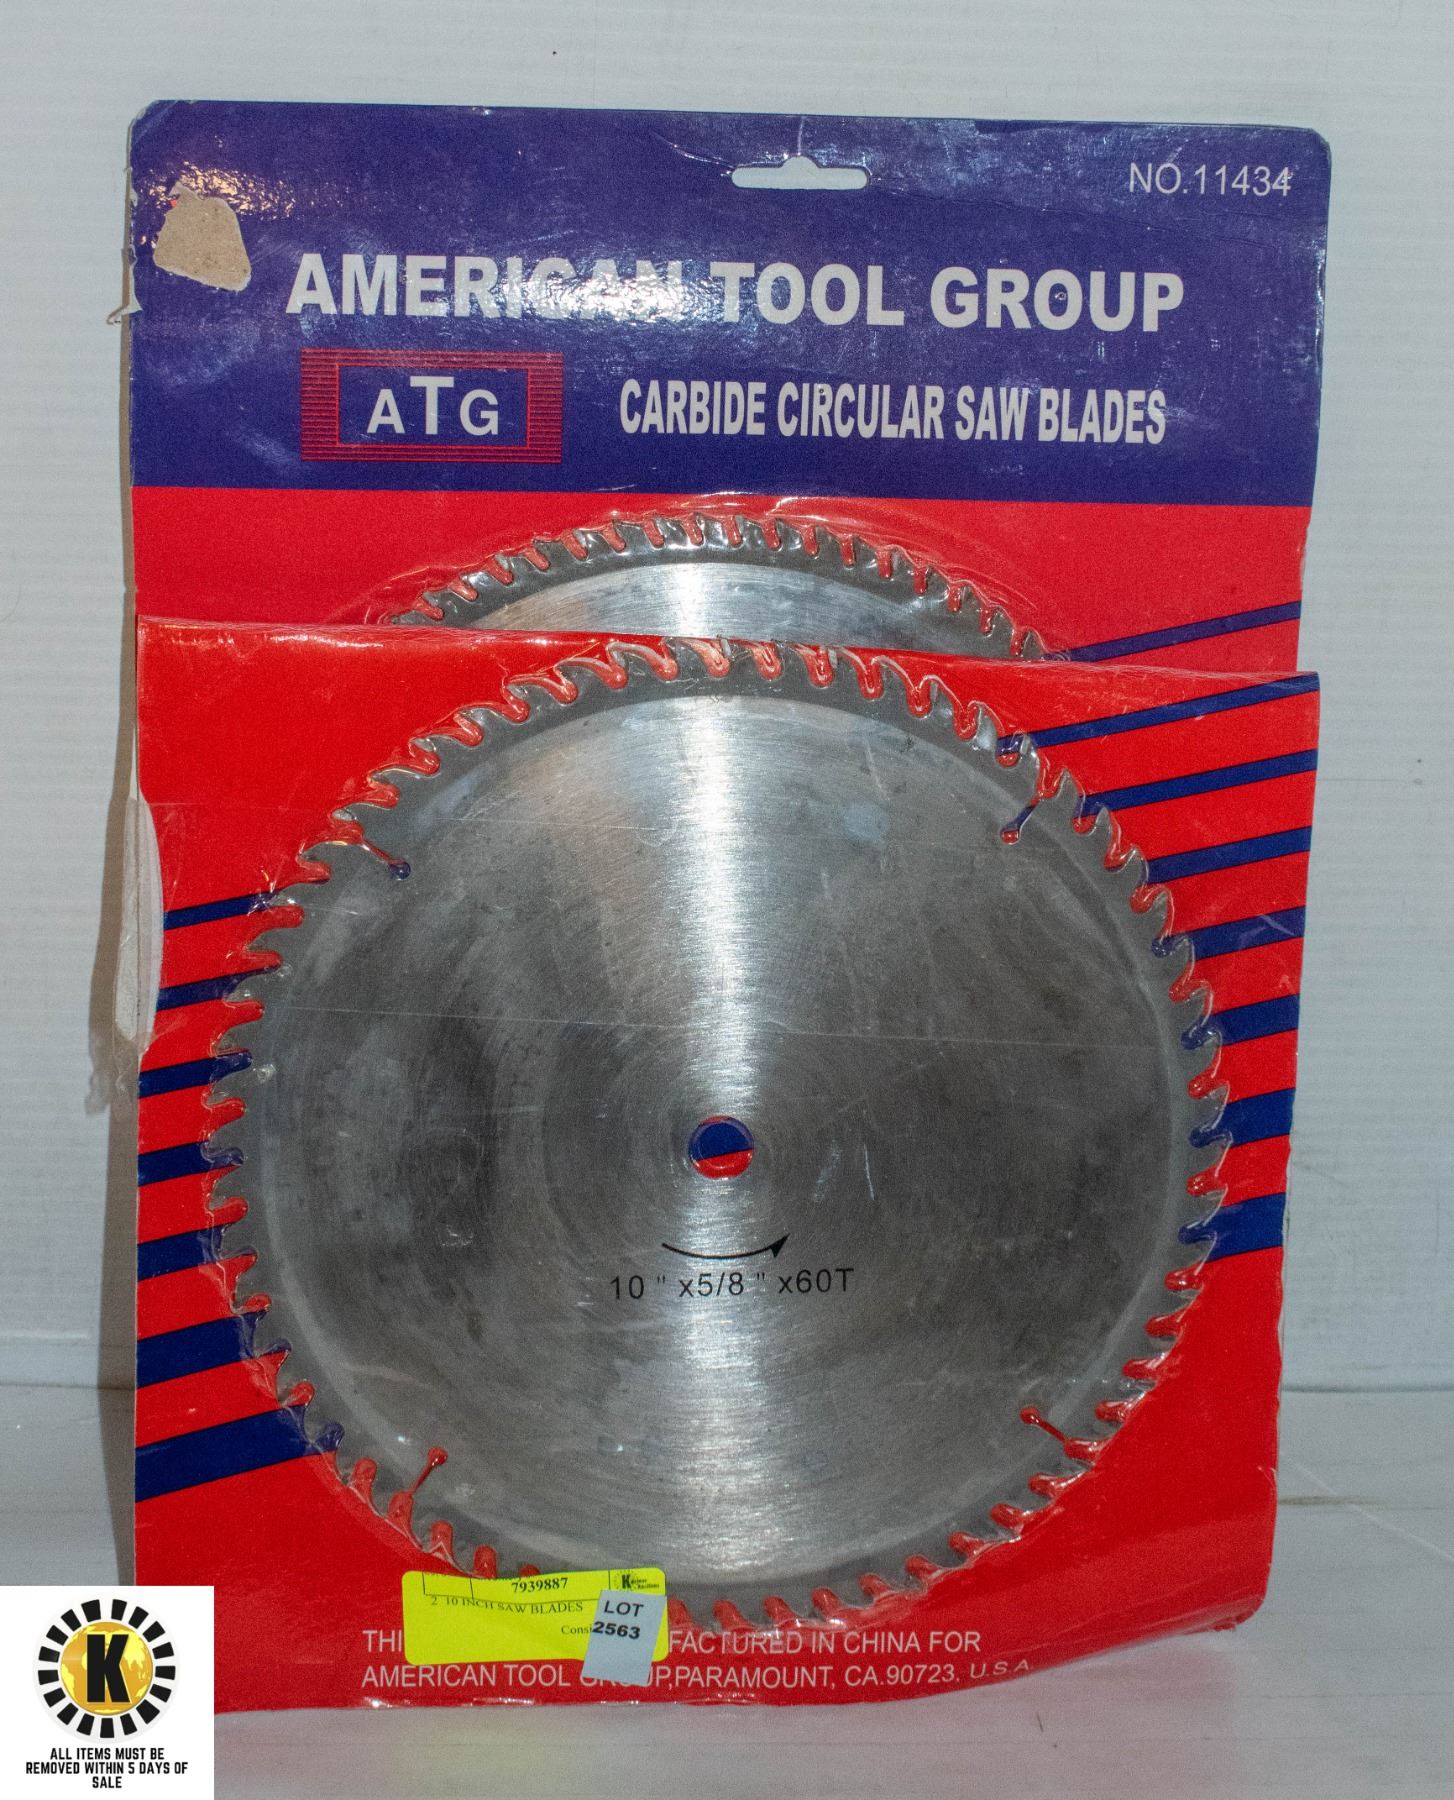 NO.11434
AMERICAN TOOL GROUP
ATG
CARBIDE CIRCULAR SAW BLADES
10" x5/8" x60T
7939887
2 10 INCH SAW BLADES
LOT
2563
THI FACTURED IN CHINA FOR
AMERICAN TOOL GROUP,PARAMOUNT, CA.90723, U.S.A
K
ALL ITEMS MUST BE
REMOVED WITHIN 5 DAYS OF
SALE